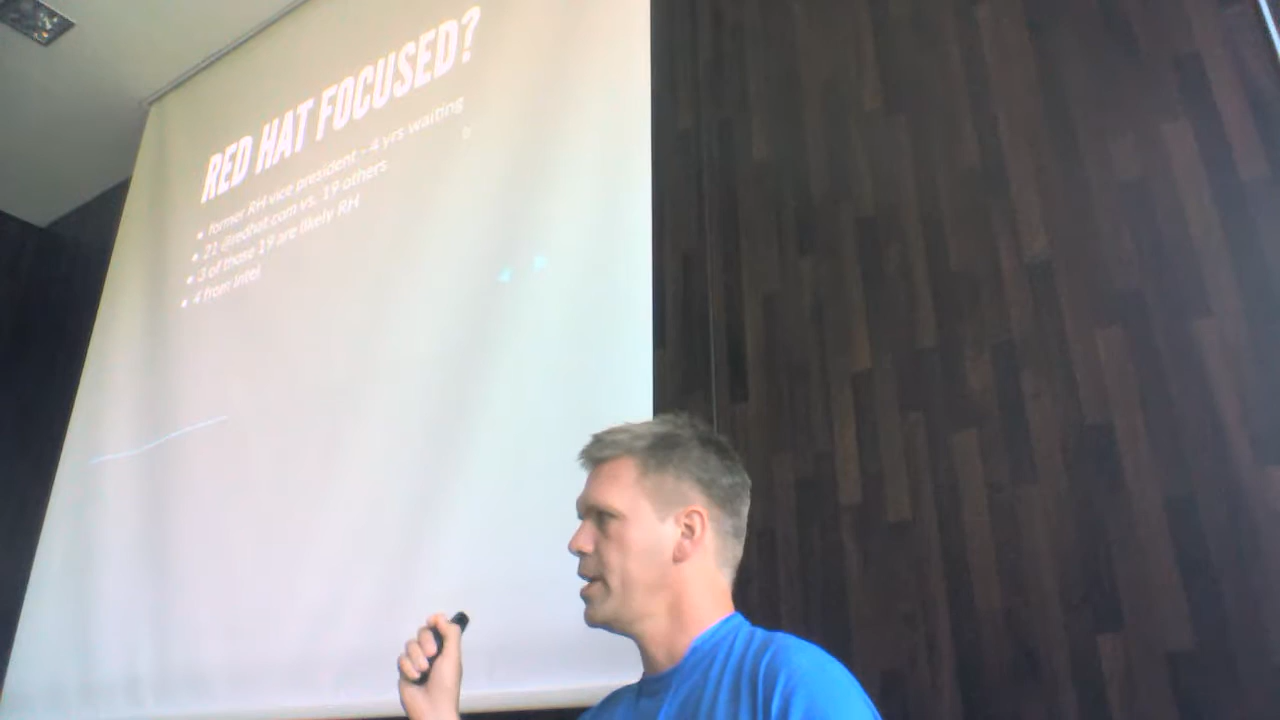 RED HAT FOCUSED?
• former RH vice president - 4 yrs waiting
• 21 @redhat.com vs. 19 others
• 3 of those 19 are likely RH
• 4 from Intel